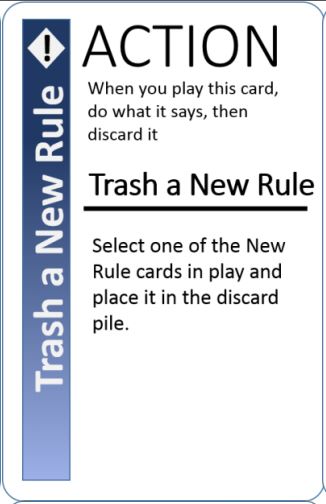 !
ACTION
When you play this card,
do what it says, then
discard it
Trash a New Rule
Trash a New Rule
Select one of the New
Rule cards in play and
place it in the discard
pile.